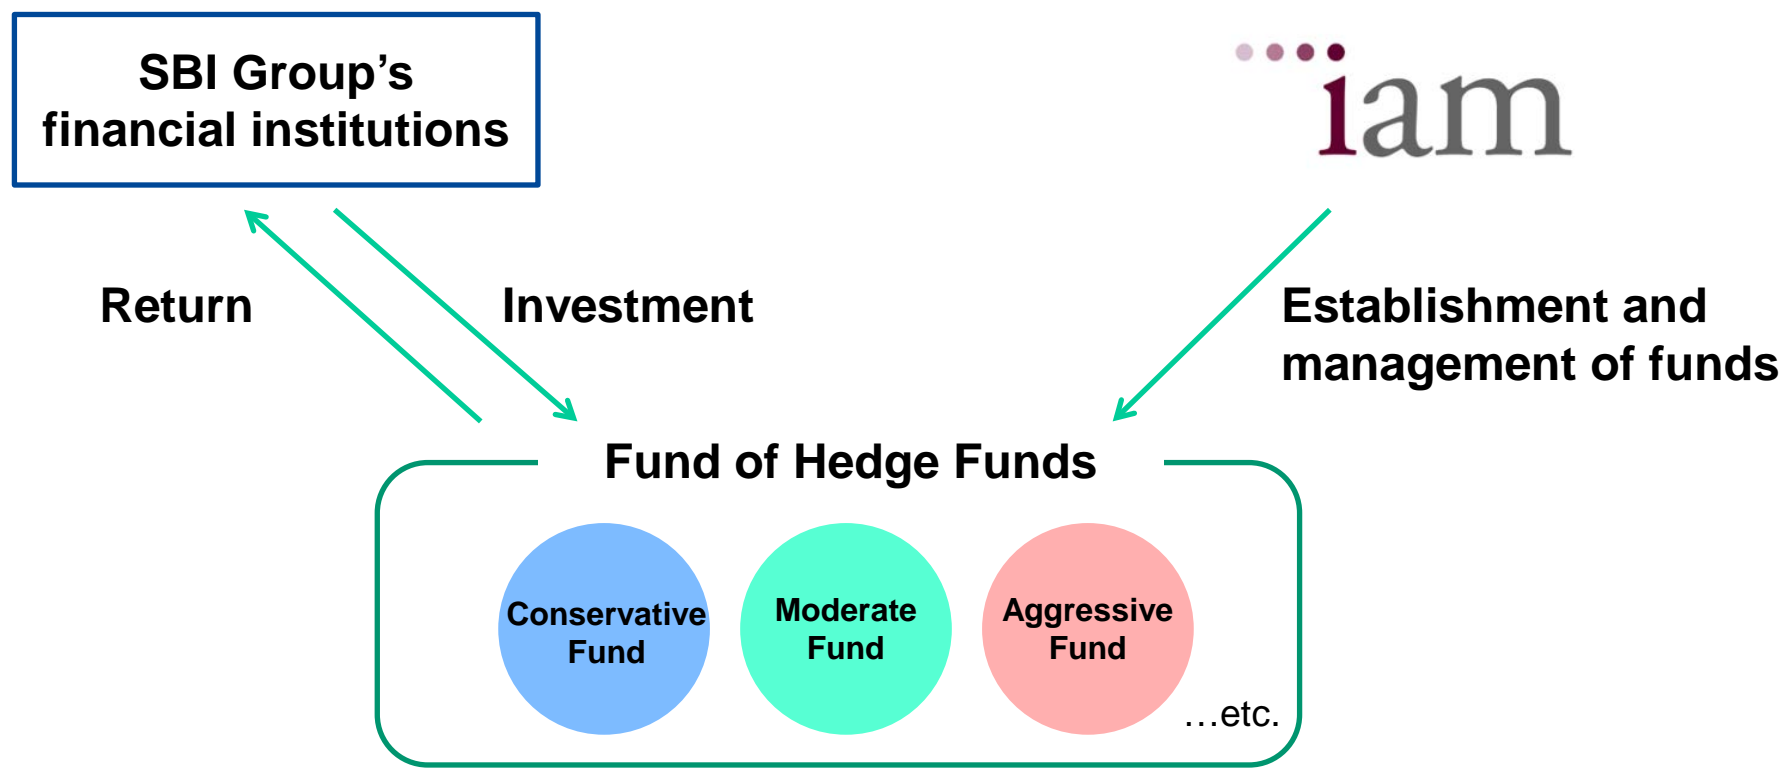 SBI Group’s
financial institutions
iam
Return
Investment
Establishment and
management of funds
Fund of Hedge Funds
Conservative
Fund
Moderate
Fund
Aggressive
Fund
…etc.